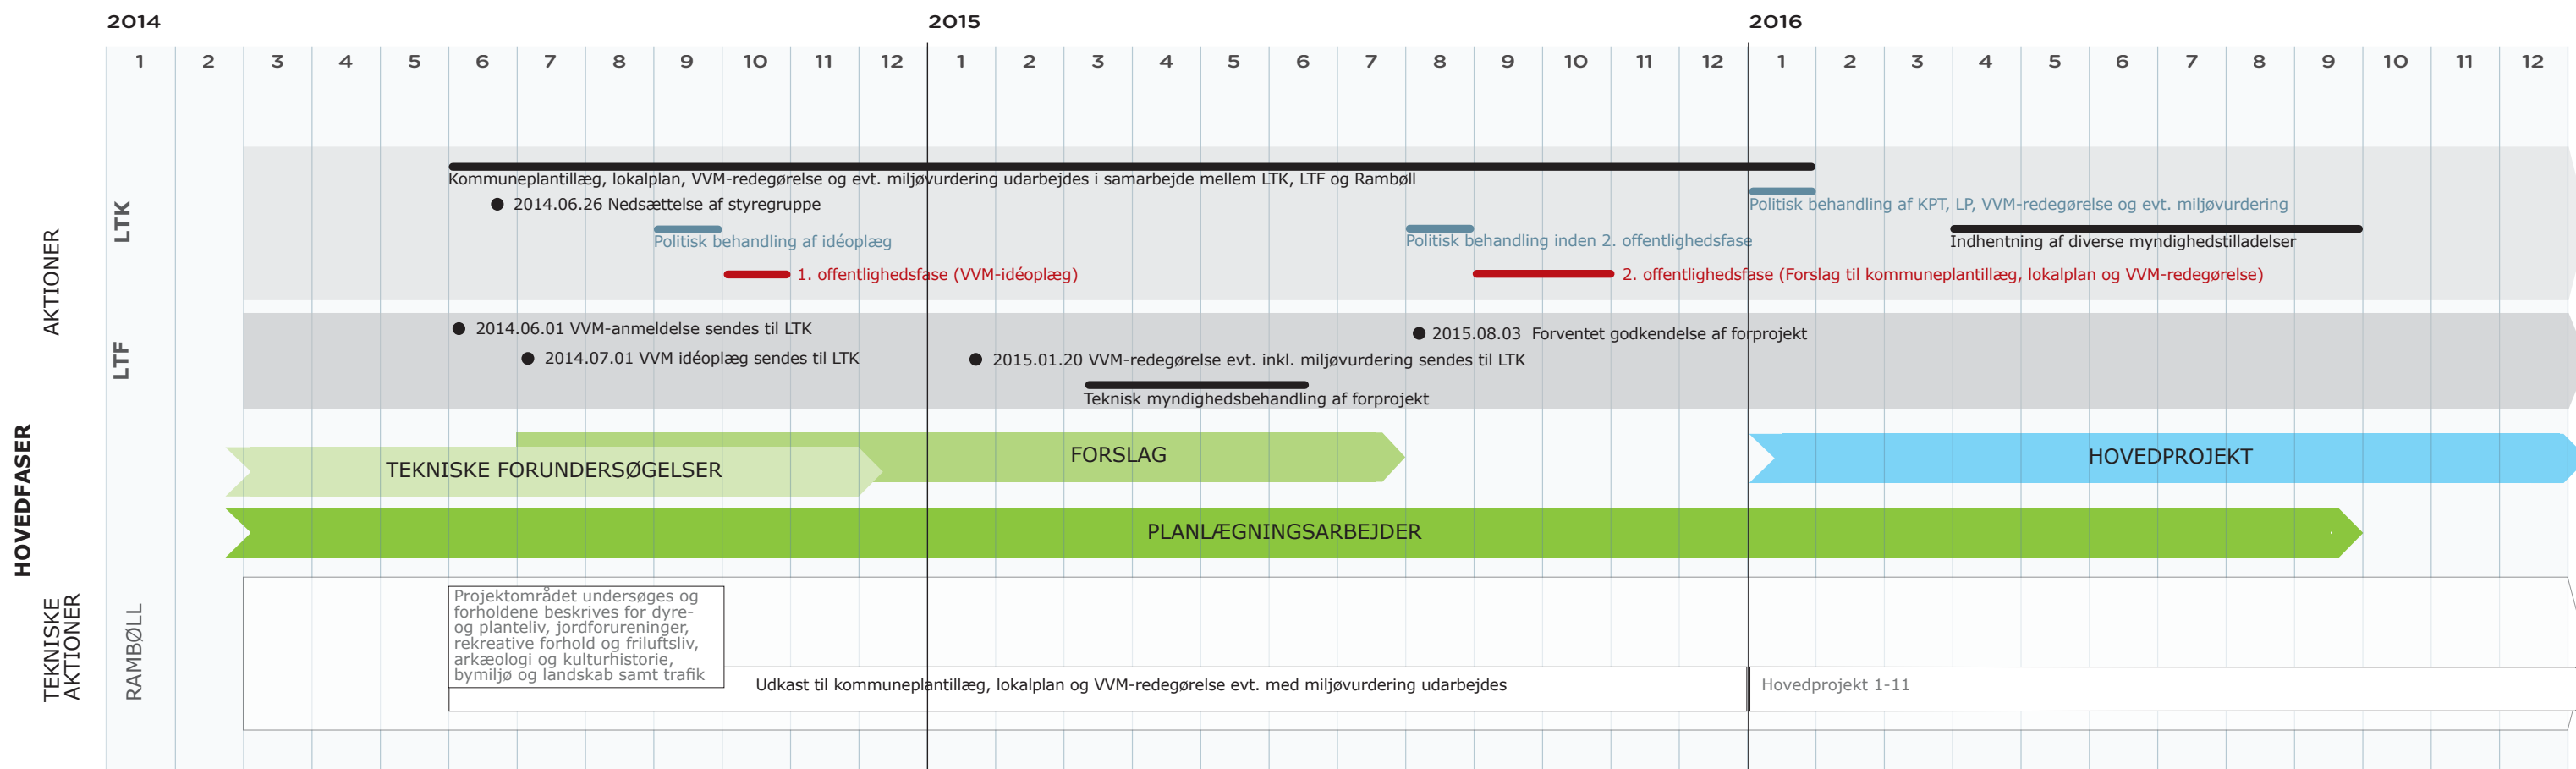 2014 2015 2016
1 2 3 4 5 6 7 8 9 10 11 12 1 2 3 4 5 6 7 8 9 10 11 12 1 2 3 4 5 6 7 8 9 10 11 12
HOVEDFASER
AKTIONER
LTK
Kommuneplantillæg, lokalplan, VVM-redegørelse og evt. miljøvurdering udarbejdes i samarbejde mellem LTK, LTF og Rambøll
2014.06.26 Nedsættelse af styregruppe
Politisk behandling af KPT, LP, VVM-redegørelse og evt. miljøvurdering
Politisk behandling af idéoplæg
Politisk behandling inden 2. offentlighedsfase
Indhentning af diverse myndighedstilladelser
1. offentlighedsfase (VVM-idéoplæg)
2. offentlighedsfase (Forslag til kommuneplantillæg, lokalplan og VVM-redegørelse)
LTF
2014.06.01 VVM-anmeldelse sendes til LTK
2015.08.03 Forventet godkendelse af forprojekt
2014.07.01 VVM idéoplæg sendes til LTK
2015.01.20 VVM-redegørelse evt. inkl. miljøvurdering sendes til LTK
Teknisk myndighedsbehandling af forprojekt
TEKNISKE FORUNDERSØGELSER
FORSLAG
HOVEDPROJEKT
PLANLÆGNINGSARBEJDER
TEKNISKE
AKTIONER
RAMBØLL
Projektområdet undersøges og
forholdene beskrives for dyre-
og planteliv, jordforureninger,
rekreative forhold og friluftsliv,
arkæologi og kulturhistorie,
bymiljø og landskab samt trafik
Udkast til kommuneplantillæg, lokalplan og VVM-redegørelse evt. med miljøvurdering udarbejdes
Hovedprojekt 1-11